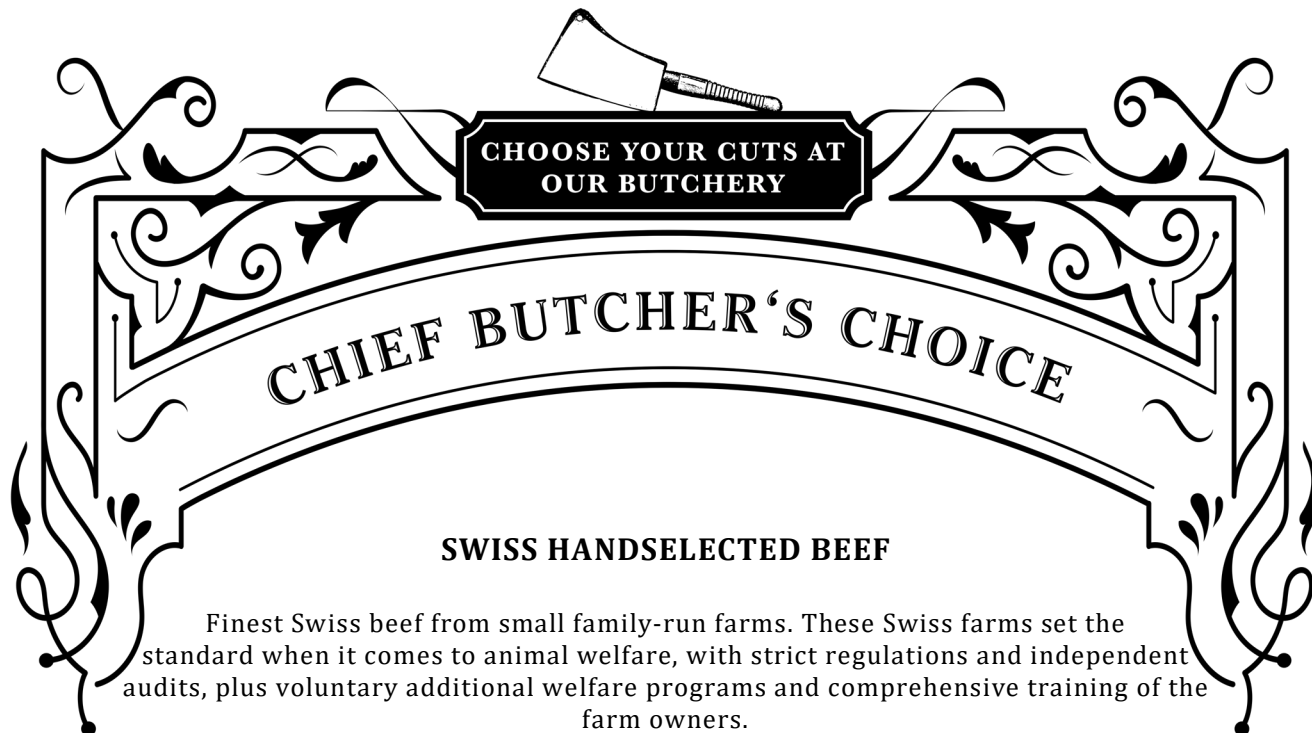 CHOOSE YOUR CUTS AT
OUR BUTCHERY
CHIEF BUTCHER‘S CHOICE
SWISS HANDSELECTED BEEF
Finest Swiss beef from small family-run farms. These Swiss farms set the
standard when it comes to animal welfare, with strict regulations and independent
audits, plus voluntary additional welfare programs and comprehensive training of the
farm owners.